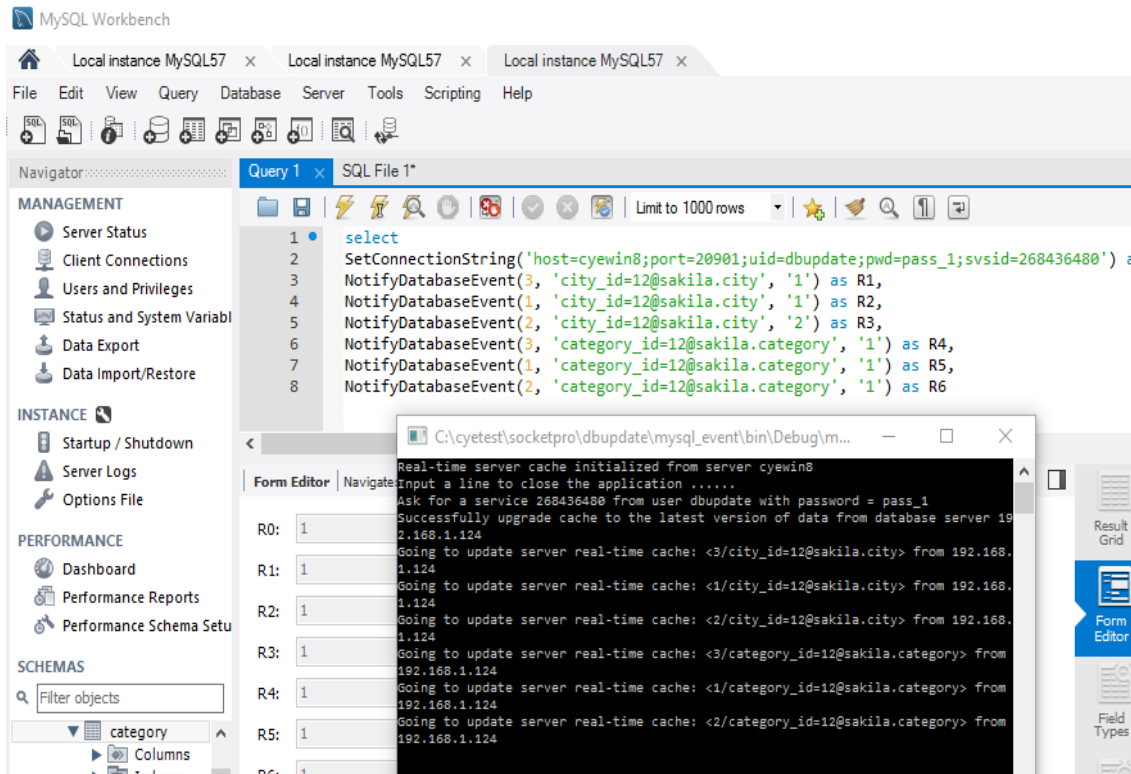 MySQL Workbench
Local instance MySQL57 × Local instance MySQL57 × Local instance MySQL57 ×
File Edit View Query Database Server Tools Scripting Help
Navigator
Query 1 × SQL File 1*
MANAGEMENT
Server Status
Client Connections
Users and Privileges
Status and System Variabl
Data Export
Data Import/Restore
INSTANCE
Startup / Shutdown
Server Logs
Options File
PERFORMANCE
Dashboard
Performance Reports
Performance Schema Setu
SCHEMAS
Filter objects
category
Columns
Limit to 1000 rows
1 select
2 SetConnectionString('host=cyewin8;port=20901;uid=dbupdate;pwd=pass_1;svsid=268436480') a
3 NotifyDatabaseEvent(3, 'city_id=12@sakila.city', '1') as R1,
4 NotifyDatabaseEvent(1, 'city_id=12@sakila.city', '1') as R2,
5 NotifyDatabaseEvent(2, 'city_id=12@sakila.city', '2') as R3,
6 NotifyDatabaseEvent(3, 'category_id=12@sakila.category', '1') as R4,
7 NotifyDatabaseEvent(1, 'category_id=12@sakila.category', '1') as R5,
8 NotifyDatabaseEvent(2, 'category_id=12@sakila.category', '1') as R6
Form Editor Navigate
R0: 1
R1: 1
R2: 1
R3: 1
R4: 1
R5: 1
C:\cyetest\socketpro\dbupdate\mysql_event\bin\Debug\m...
Real-time server cache initialized from server cyewin8
Input a line to close the application ......
Ask for a service 268436480 from user dbupdate with password = pass_1
Successfully upgrade cache to the latest version of data from database server 19
2.168.1.124
Going to update server real-time cache: <3/city_id=12@sakila.city> from 192.168.
1.124
Going to update server real-time cache: <1/city_id=12@sakila.city> from 192.168.
1.124
Going to update server real-time cache: <2/city_id=12@sakila.city> from 192.168.
1.124
Going to update server real-time cache: <3/category_id=12@sakila.category> from
192.168.1.124
Going to update server real-time cache: <1/category_id=12@sakila.category> from
192.168.1.124
Going to update server real-time cache: <2/category_id=12@sakila.category> from
192.168.1.124
Result
Grid
Form
Editor
Field
Types